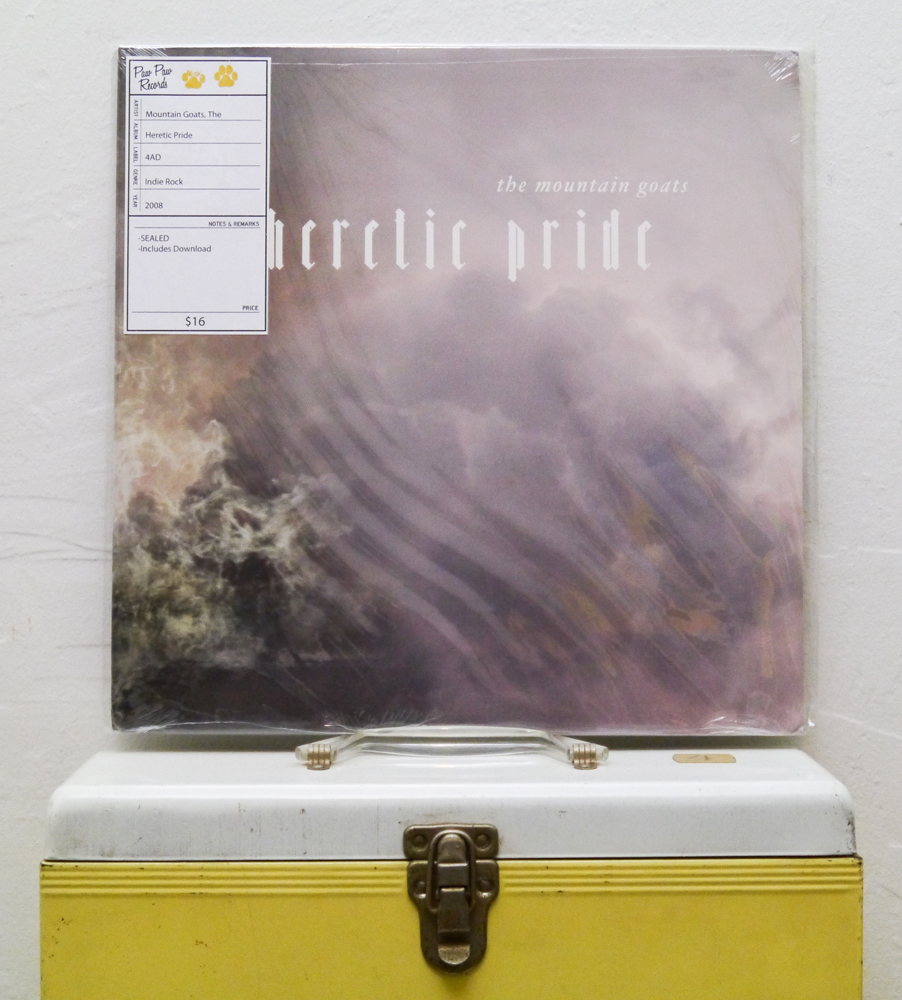 Paw Paw
Records
ARTIST | ALBUM | LABEL | GENRE | YEAR
Mountain Goats, The
Heretic Pride
4AD
Indie Rock
2008
NOTES & REMARKS
-SEALED
-Includes Download
PRICE
$16
the mountain goats
heretic pride